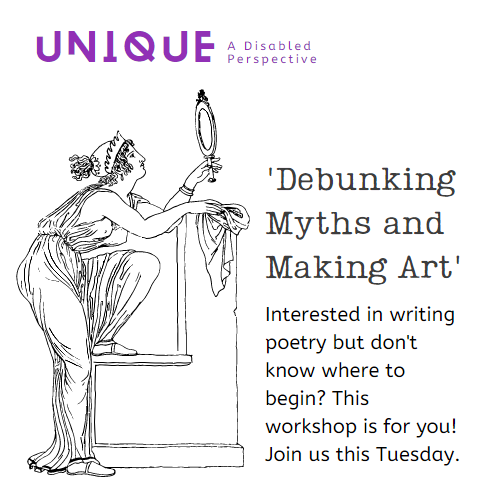 UNIQUE
A Disabled
Perspective
'Debunking
Myths and
Making Art'
Interested in writing
poetry but don't
know where to
begin? This
workshop is for you!
Join us this Tuesday.